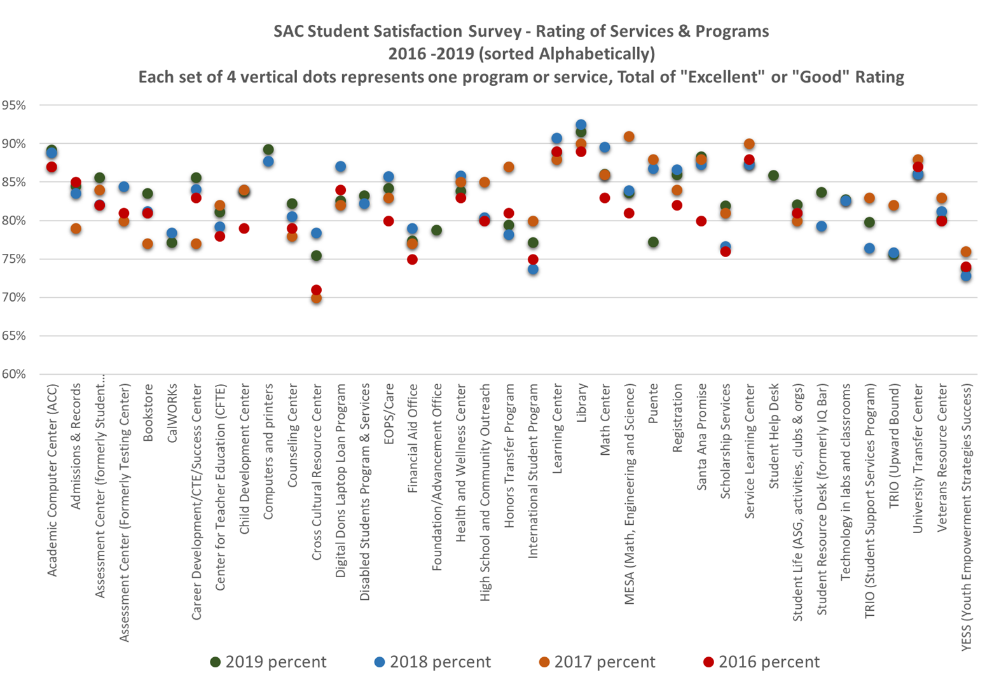 SAC Student Satisfaction Survey - Rating of Services & Programs
2016 -2019 (sorted Alphabetically)
Each set of 4 vertical dots represents one program or service, Total of "Excellent" or "Good" Rating
95%
90%
85%
80%
75%
70%
65%
60%
Academic Computer Center (ACC)
Admissions & Records
Assessment Center (formerly Student...
Assessment Center (Formerly Testing Center)
Bookstore
CalWORKs
Career Development/CTE/Success Center
Center for Teacher Education (CFTE)
Child Development Center
Computers and printers
Counseling Center
Cross Cultural Resource Center
Digital Dons Laptop Loan Program
Disabled Students Program & Services
EOPS/Care
Financial Aid Office
Foundation/Advancement Office
Health and Wellness Center
High School and Community Outreach
Honors Transfer Program
International Student Program
Learning Center
Library
Math Center
MESA (Math, Engineering and Science)
Puente
Registration
Santa Ana Promise
Scholarship Services
Service Learning Center
Student Help Desk
Student Life (ASG, activities, clubs & orgs)
Student Resource Desk (formerly IQ Bar)
Technology in labs and classrooms
TRIO (Student Support Services Program)
TRIO (Upward Bound)
University Transfer Center
Veterans Resource Center
YESS (Youth Empowerment Strategies Success)
2019 percent
2018 percent
2017 percent
2016 percent